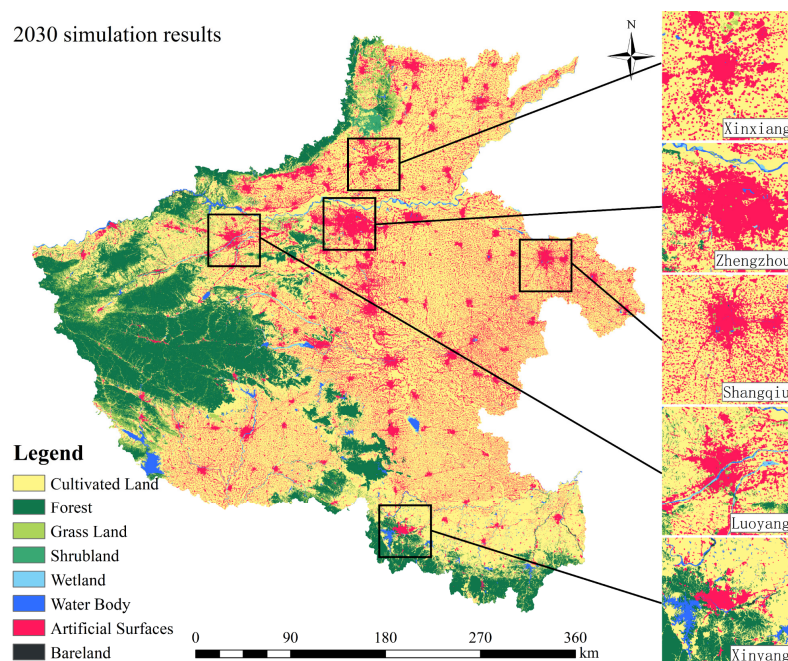 2030 simulation results
N
Xinxiang
Zhengzhou
Shangqiu
Luoyang
Xinyang
Legend
Cultivated Land
Forest
Grass Land
Shrubland
Wetland
Water Body
Artificial Surfaces
Bareland
0 90 180 270 360
km